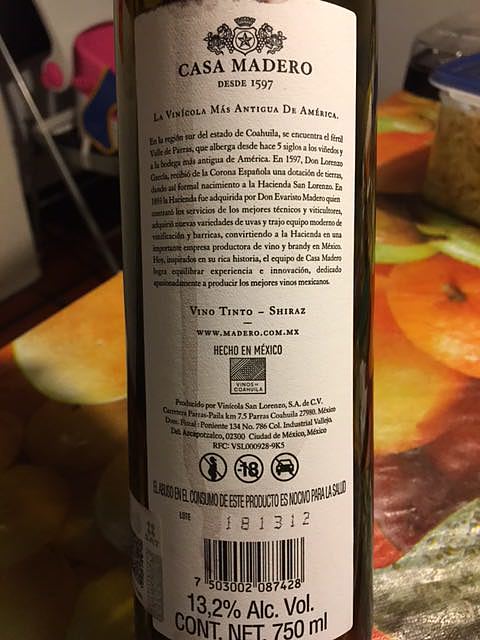 CASA MADERO
DESDE 1597
La Vinícola Más Antigua De América.
En la región sur del estado de Coahuila, se encuentra el fértil
Valle de Parras, que alberga desde hace 5 siglos a los viñedos y
a la bodega más antigua de América. En 1597, Don Lorenzo
García, recibió de la Corona Española una dotación de tierras,
dando así formal nacimiento a la Hacienda San Lorenzo. En
1893 la Hacienda fue adquirida por Don Evaristo Madero quien
contrató los servicios de los mejores técnicos y viticultores,
adquirió nuevas variedades de uvas y trajo equipo moderno de
vinificación y barricas, convirtiendo a la Hacienda en una
importante empresa productora de vino y brandy en México.
Hoy, inspirados en su rica historia, el equipo de Casa Madero
logra equilibrar experiencia e innovación, dedicado
apasionadamente a producir los mejores vinos mexicanos.
Vino Tinto – Shiraz
www.madero.com.mx
HECHO EN MÉXICO
VINOS DE
COAHUILA
Producido por Vinícola San Lorenzo, S.A. de C.V.
Carretera Parras-Paila km 7.5 Parras Coahuila 27980. México
Dom. Fiscal: Poniente 134 No. 786 Col. Industrial Vallejo.
Del. Azcapotzalco, 02300 Ciudad de México, México
RFC: VSL000928-9K5
-18
EL ABUSO EN EL CONSUMO DE ESTE PRODUCTO ES NOCIVO PARA LA SALUD
LOTE 181312
7 503002 087428
13,2% Alc. Vol.
CONT. NET. 750 ml